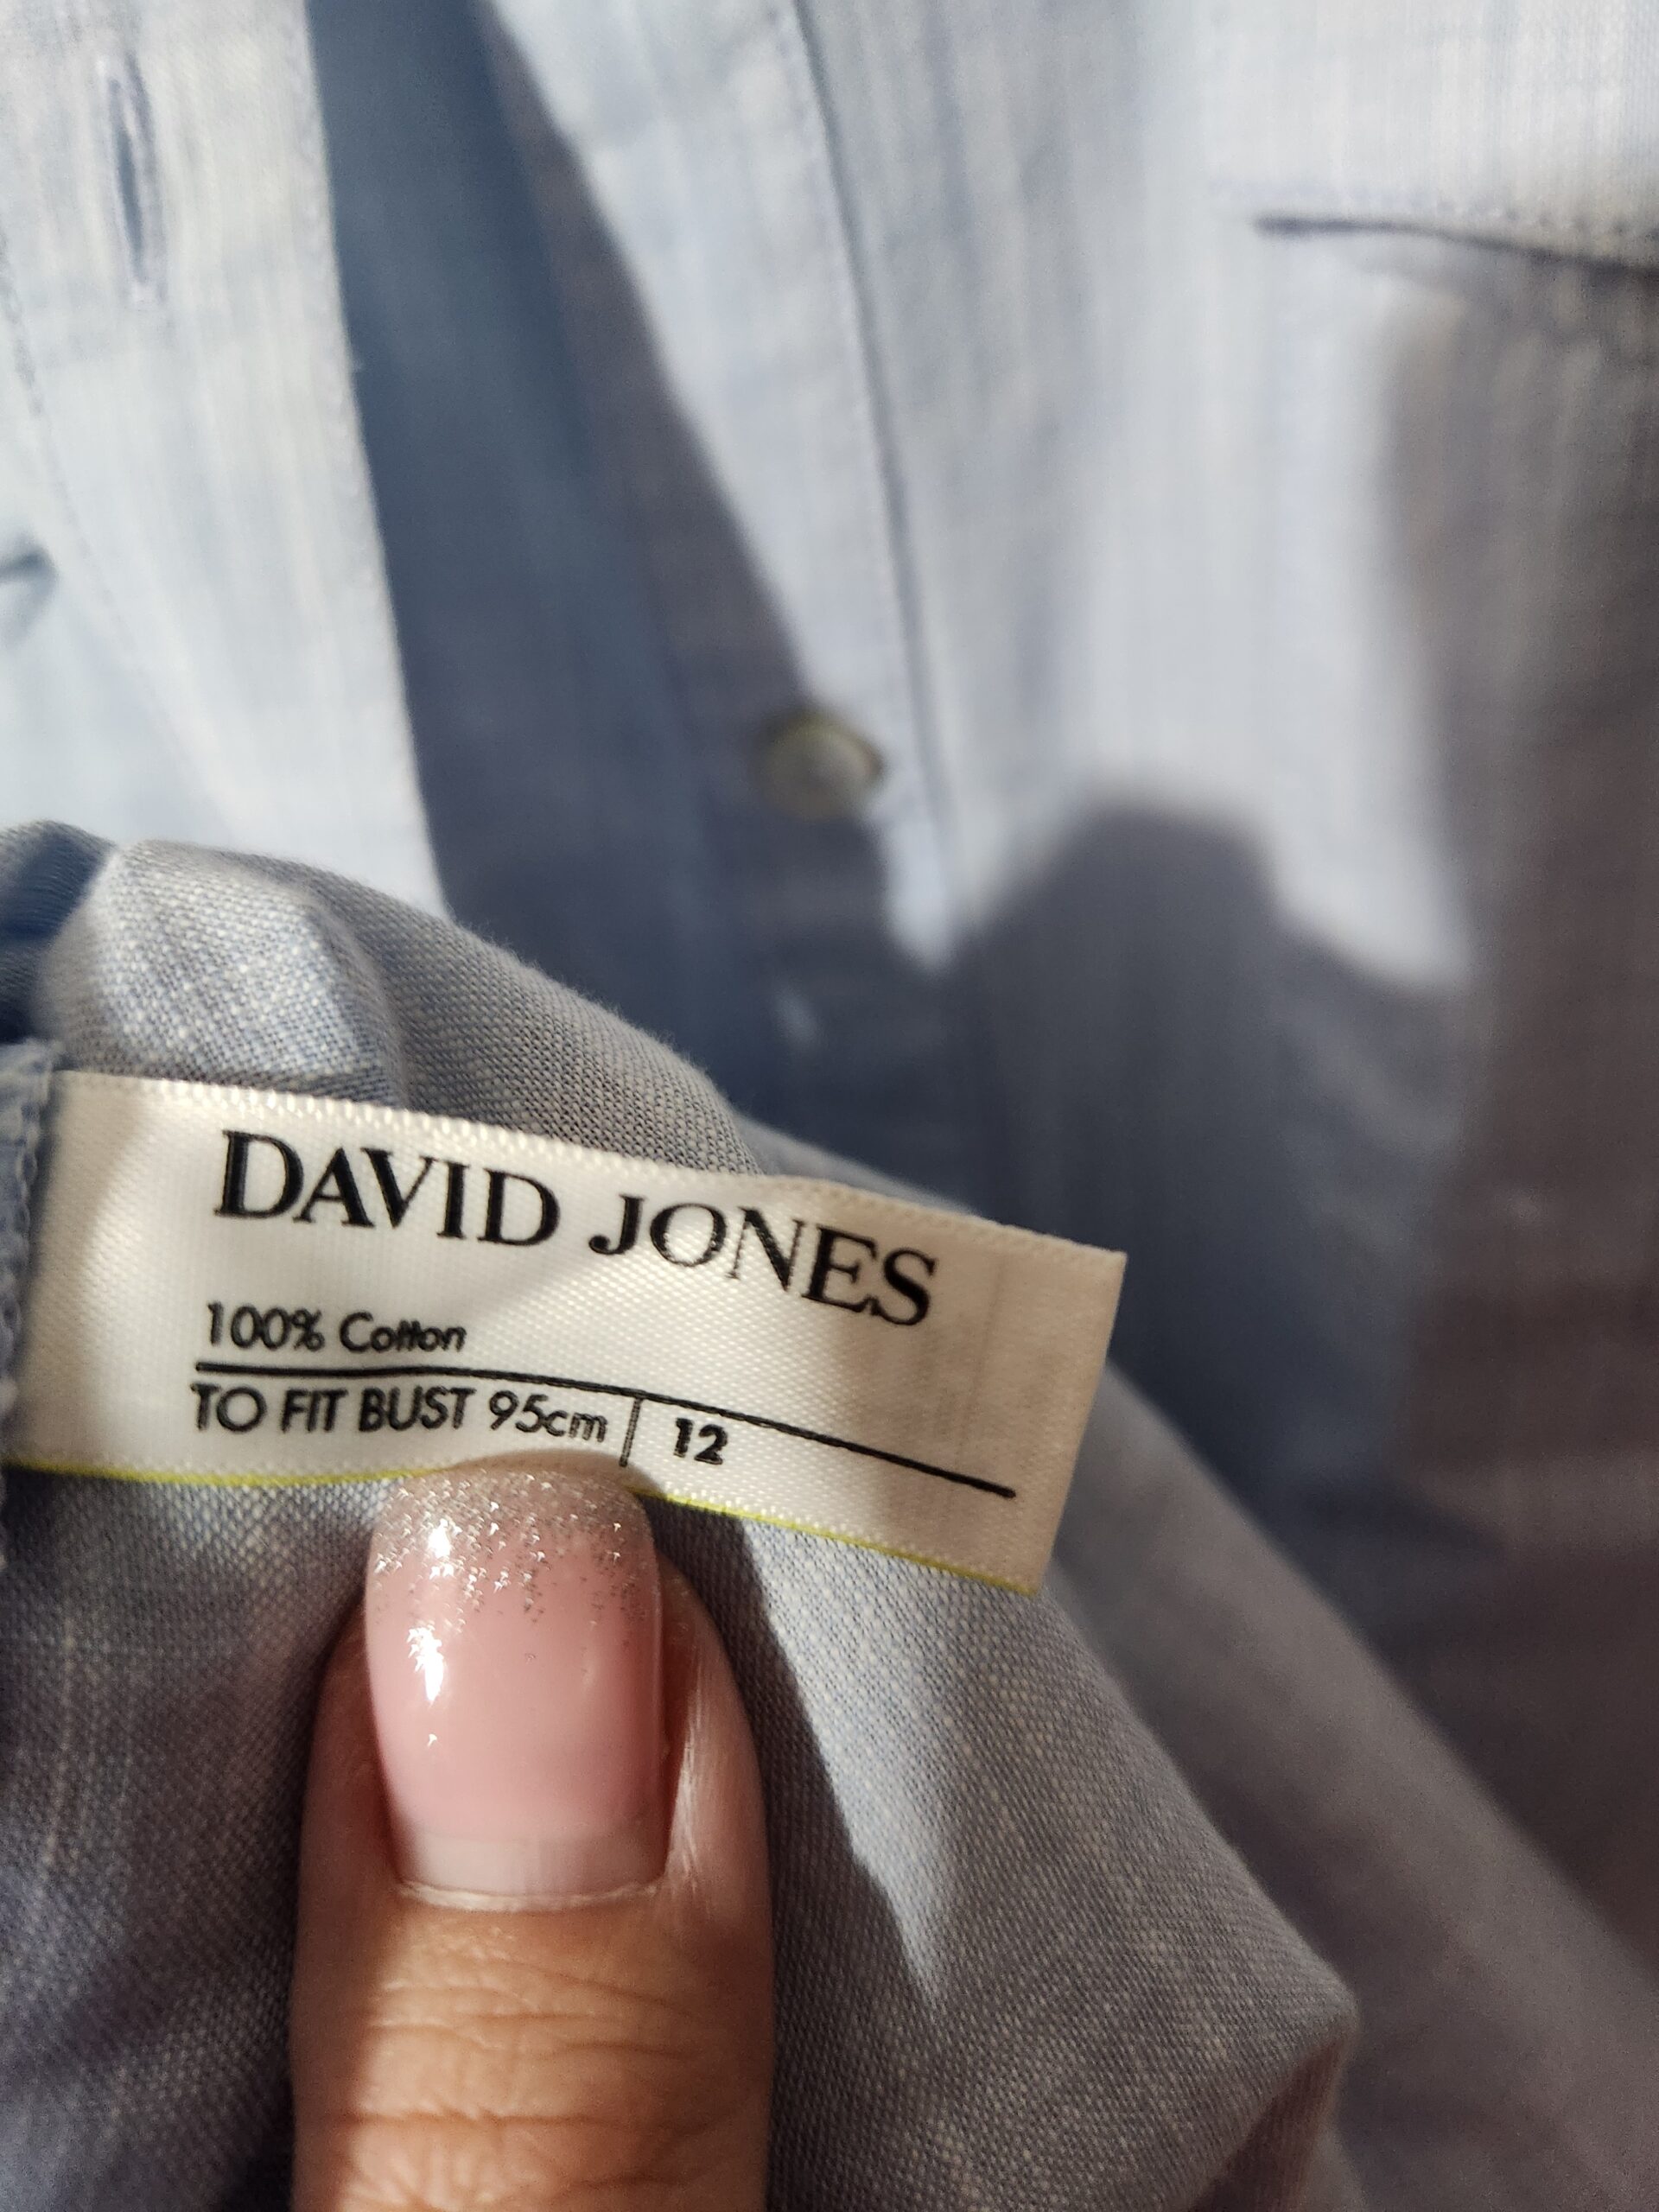 DAVID JONES
100% Cotton
TO FIT BUST 95cm | 12